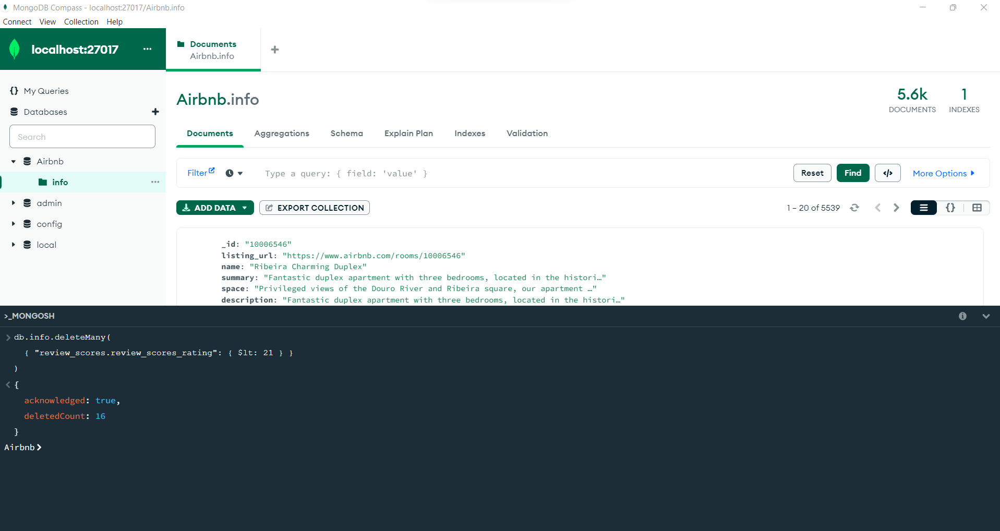 MongoDB Compass - localhost:27017/Airbnb.info
Connect View Collection Help
localhost:27017 ...
Documents
Airbnb.info
+
{} My Queries
Databases +
Search
Airbnb
info ...
admin
config
local
Airbnb.info
5.6k
DOCUMENTS
1
INDEXES
Documents Aggregations Schema Explain Plan Indexes Validation
Filter Type a query: { field: 'value' } Reset Find </> More Options
ADD DATA EXPORT COLLECTION 1 – 20 of 5539 {}
_id: "10006546"
listing_url: "https://www.airbnb.com/rooms/10006546"
name: "Ribeira Charming Duplex"
summary: "Fantastic duplex apartment with three bedrooms, located in the histori…"
space: "Privileged views of the Douro River and Ribeira square, our apartment …"
description: "Fantastic duplex apartment with three bedrooms, located in the histori…"
>_MONGOSH
> db.info.deleteMany(
{ "review_scores.review_scores_rating": { $lt: 21 } }
)
< {
acknowledged: true,
deletedCount: 16
}
Airbnb>